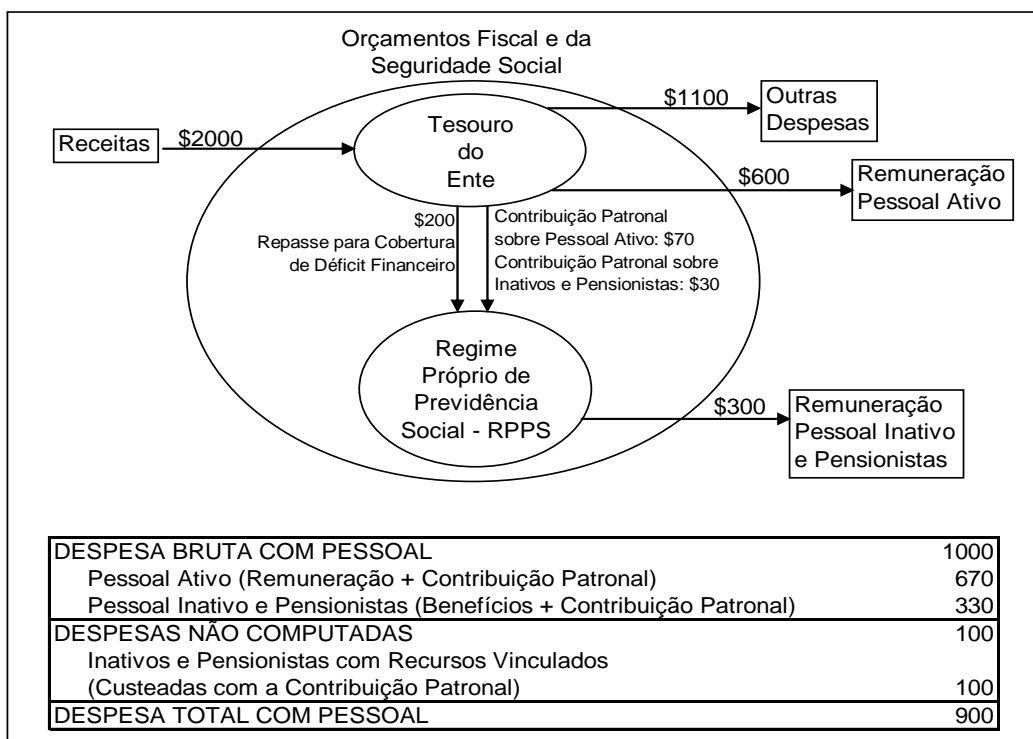 Orçamentos Fiscal e da
Seguridade Social
Receitas
$2000
Tesouro
do
Ente
$1100
Outras
Despesas
$600
Remuneração
Pessoal Ativo
$200
Repasse para Cobertura
de Déficit Financeiro
Contribuição Patronal
sobre Pessoal Ativo: $70
Contribuição Patronal sobre
Inativos e Pensionistas: $30
Regime
Próprio de
Previdência
Social - RPPS
$300
Remuneração
Pessoal Inativo
e Pensionistas
DESPESA BRUTA COM PESSOAL 1000
Pessoal Ativo (Remuneração + Contribuição Patronal) 670
Pessoal Inativo e Pensionistas (Benefícios + Contribuição Patronal) 330
DESPESAS NÃO COMPUTADAS 100
Inativos e Pensionistas com Recursos Vinculados
(Custeadas com a Contribuição Patronal) 100
DESPESA TOTAL COM PESSOAL 900